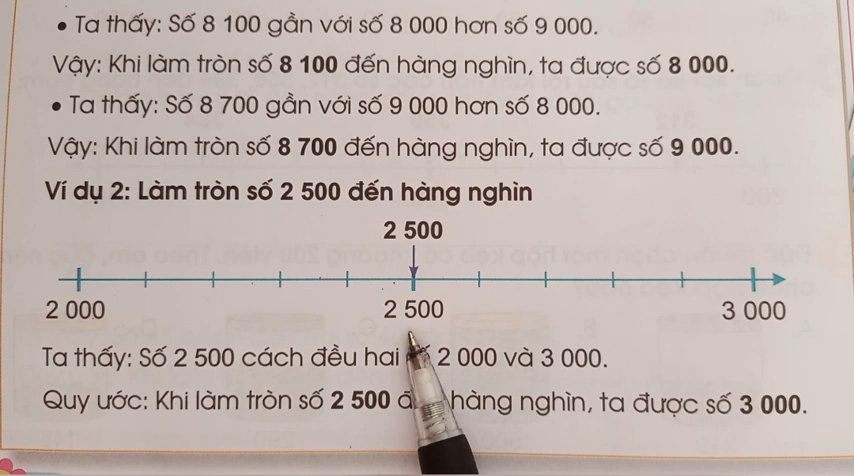 • Ta thấy: Số 8 100 gần với số 8 000 hơn số 9 000.
Vậy: Khi làm tròn số 8 100 đến hàng nghìn, ta được số 8 000.
• Ta thấy: Số 8 700 gần với số 9 000 hơn số 8 000.
Vậy: Khi làm tròn số 8 700 đến hàng nghìn, ta được số 9 000.
Ví dụ 2: Làm tròn số 2 500 đến hàng nghìn
2 500
2 000 2 500 3 000
Ta thấy: Số 2 500 cách đều hai 2 000 và 3 000.
Quy ước: Khi làm tròn số 2 500 hàng nghìn, ta được số 3 000.